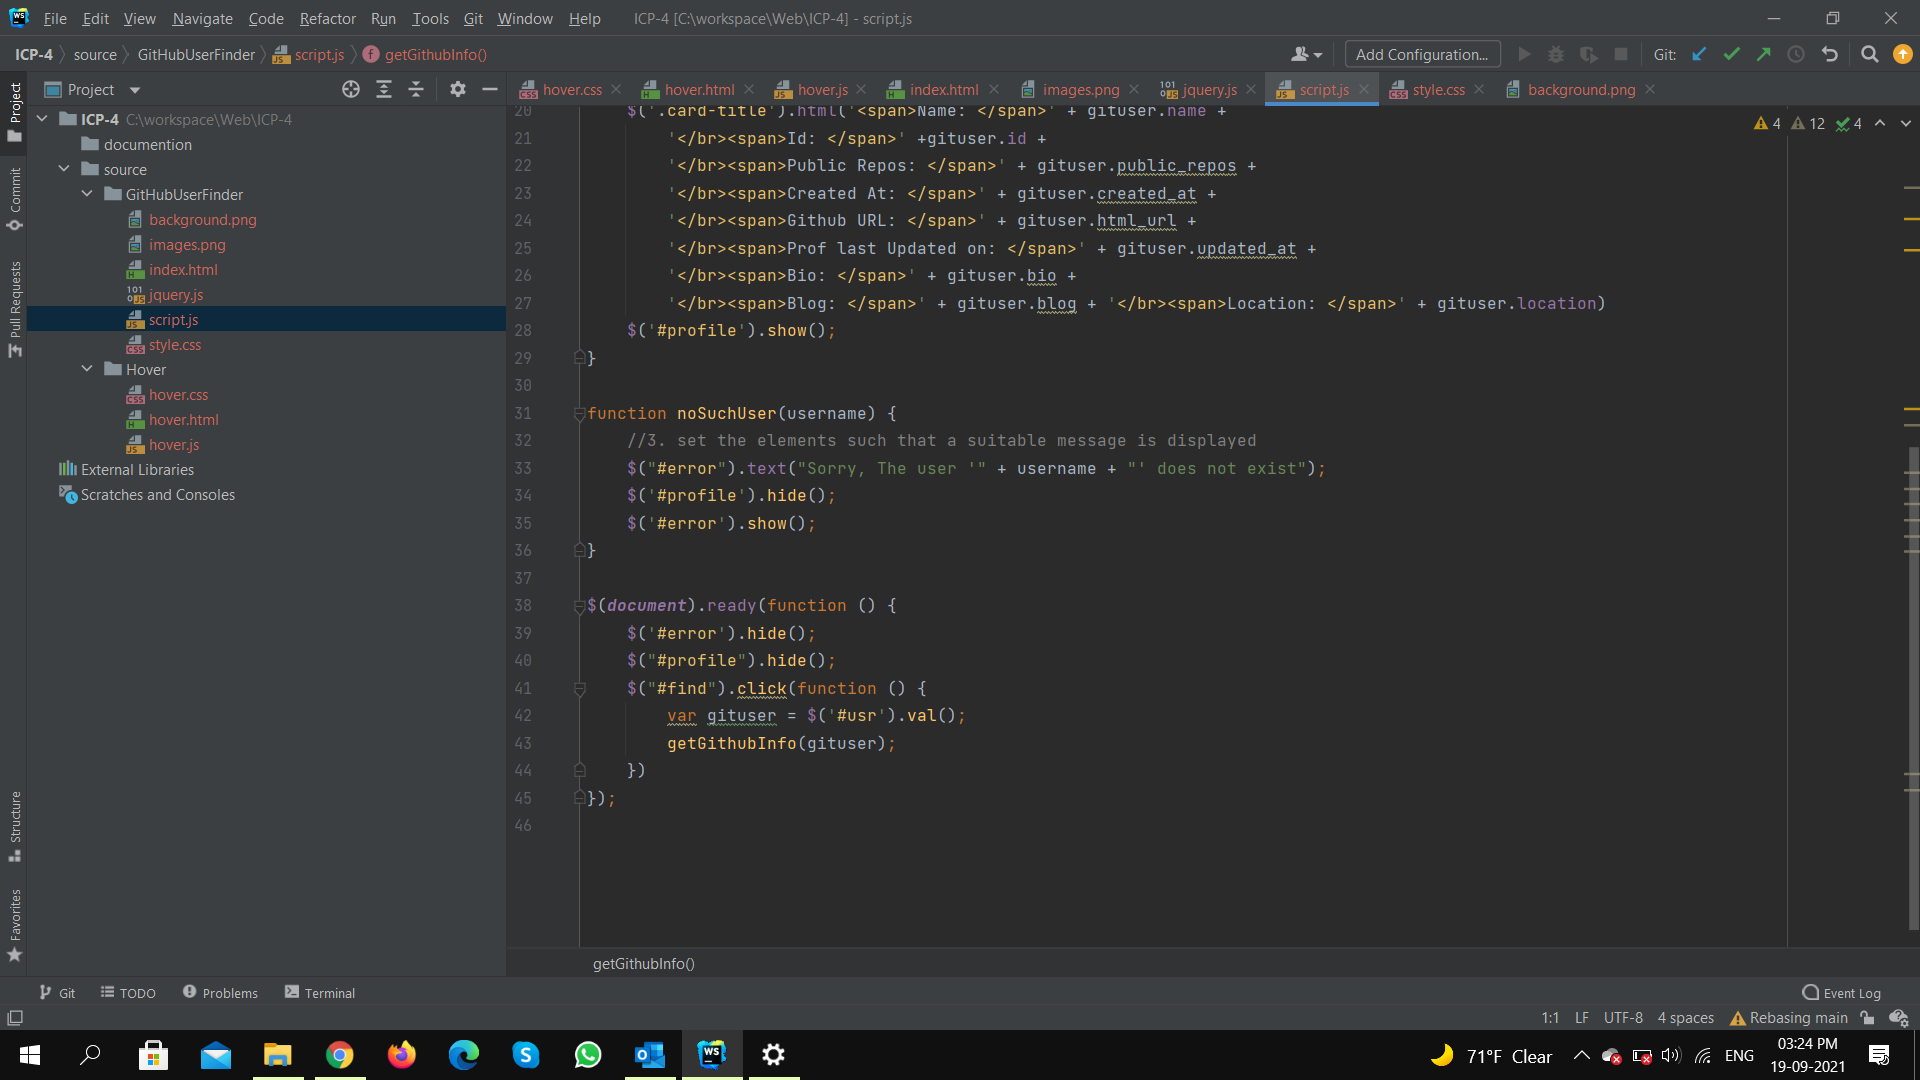 File Edit View Navigate Code Refactor Run Tools Git Window Help ICP-4 [C:\workspace\Web\ICP-4] - script.js
ICP-4 source GitHubUserFinder script.js getGithubInfo() Add Configuration... Git:
Project
hover.css hover.html hover.js index.html images.png jquery.js script.js style.css background.png
ICP-4 C:\workspace\Web\ICP-4
documention
source
GitHubUserFinder
background.png
images.png
index.html
jquery.js
script.js
style.css
Hover
hover.css
hover.html
hover.js
External Libraries
Scratches and Consoles
Project
Commit
Pull Requests
Structure
Favorites
4 12 4
20 $('.card-title').html('<span>Name: </span>' + gituser.name +
21 '</br><span>Id: </span>' +gituser.id +
22 '</br><span>Public Repos: </span>' + gituser.public_repos +
23 '</br><span>Created At: </span>' + gituser.created_at +
24 '</br><span>Github URL: </span>' + gituser.html_url +
25 '</br><span>Prof last Updated on: </span>' + gituser.updated_at +
26 '</br><span>Bio: </span>' + gituser.bio +
27 '</br><span>Blog: </span>' + gituser.blog + '</br><span>Location: </span>' + gituser.location)
28 $('#profile').show();
29 }
30
31 function noSuchUser(username) {
32 //3. set the elements such that a suitable message is displayed
33 $("#error").text("Sorry, The user '" + username + "' does not exist");
34 $('#profile').hide();
35 $('#error').show();
36 }
37
38 $(document).ready(function () {
39 $('#error').hide();
40 $("#profile").hide();
41 $("#find").click(function () {
42 var gituser = $('#usr').val();
43 getGithubInfo(gituser);
44 })
45 });
46
getGithubInfo()
Git TODO Problems Terminal Event Log
1:1 LF UTF-8 4 spaces Rebasing main
71°F Clear ENG 03:24 PM
19-09-2021